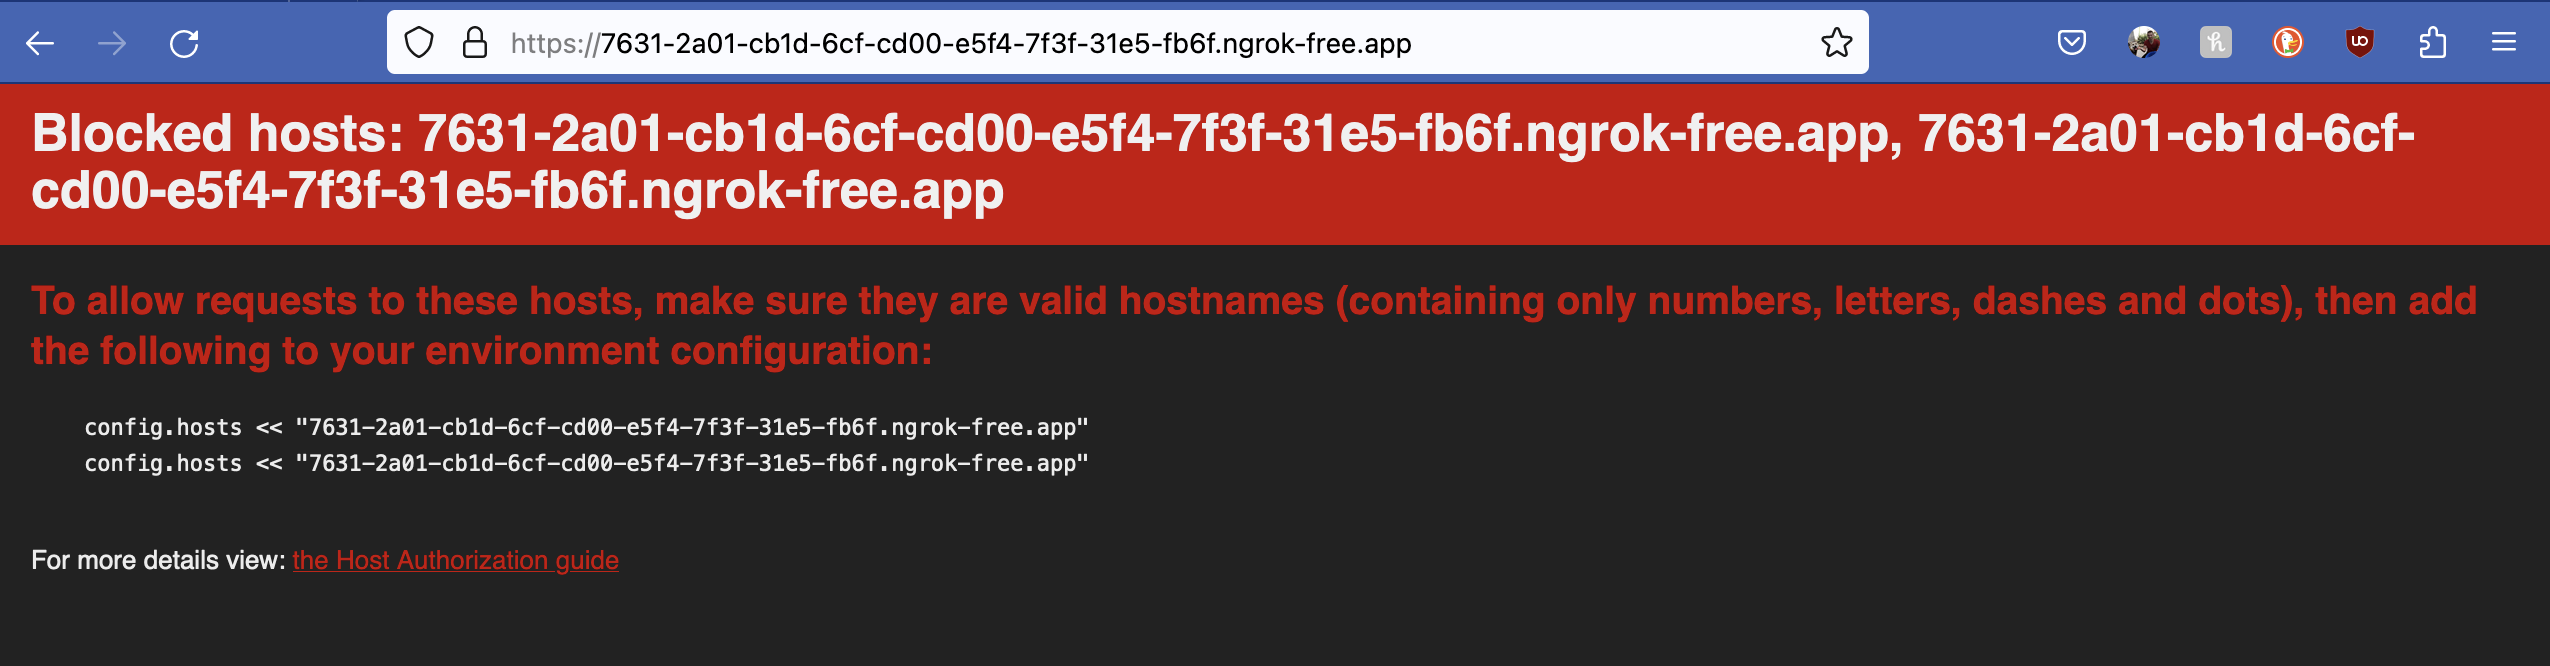 https://7631-2a01-cb1d-6cf-cd00-e5f4-7f3f-31e5-fb6f.ngrok-free.app
Blocked hosts: 7631-2a01-cb1d-6cf-cd00-e5f4-7f3f-31e5-fb6f.ngrok-free.app, 7631-2a01-cb1d-6cf-
cd00-e5f4-7f3f-31e5-fb6f.ngrok-free.app
To allow requests to these hosts, make sure they are valid hostnames (containing only numbers, letters, dashes and dots), then add
the following to your environment configuration:
config.hosts << "7631-2a01-cb1d-6cf-cd00-e5f4-7f3f-31e5-fb6f.ngrok-free.app"
config.hosts << "7631-2a01-cb1d-6cf-cd00-e5f4-7f3f-31e5-fb6f.ngrok-free.app"
For more details view: the Host Authorization guide